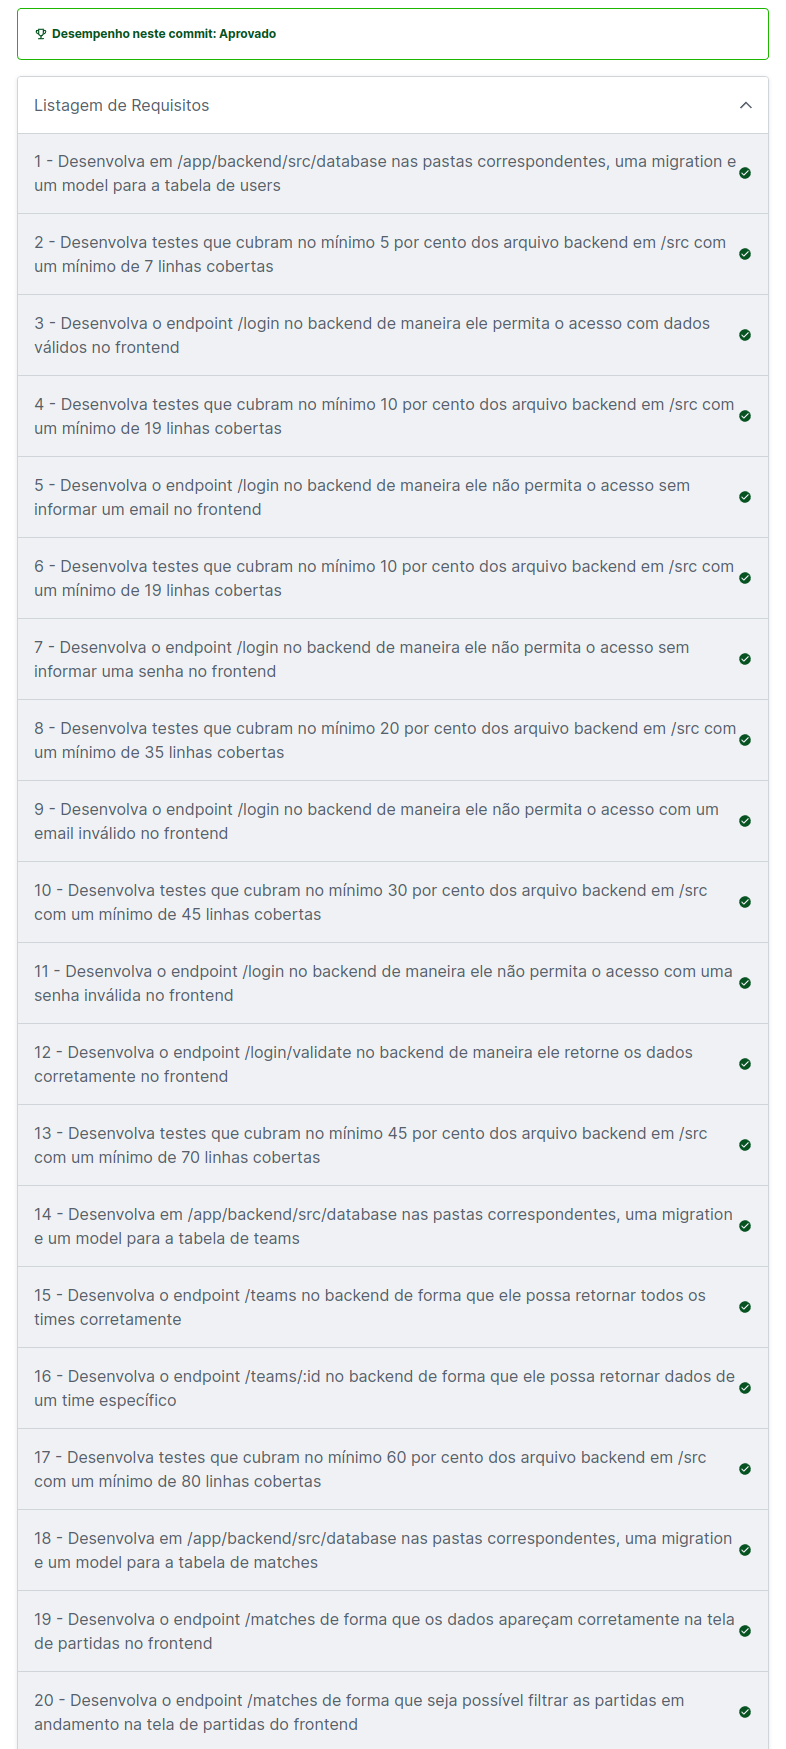 Desempenho neste commit: Aprovado
Listagem de Requisitos
1 - Desenvolva em /app/backend/src/database nas pastas correspondentes, uma migration e
um model para a tabela de users
2 - Desenvolva testes que cubram no mínimo 5 por cento dos arquivo backend em /src com
um mínimo de 7 linhas cobertas
3 - Desenvolva o endpoint /login no backend de maneira ele permita o acesso com dados
válidos no frontend
4 - Desenvolva testes que cubram no mínimo 10 por cento dos arquivo backend em /src com
um mínimo de 19 linhas cobertas
5 - Desenvolva o endpoint /login no backend de maneira ele não permita o acesso sem
informar um email no frontend
6 - Desenvolva testes que cubram no mínimo 10 por cento dos arquivo backend em /src com
um mínimo de 19 linhas cobertas
7 - Desenvolva o endpoint /login no backend de maneira ele não permita o acesso sem
informar uma senha no frontend
8 - Desenvolva testes que cubram no mínimo 20 por cento dos arquivo backend em /src com
um mínimo de 35 linhas cobertas
9 - Desenvolva o endpoint /login no backend de maneira ele não permita o acesso com um
email inválido no frontend
10 - Desenvolva testes que cubram no mínimo 30 por cento dos arquivo backend em /src
com um mínimo de 45 linhas cobertas
11 - Desenvolva o endpoint /login no backend de maneira ele não permita o acesso com uma
senha inválida no frontend
12 - Desenvolva o endpoint /login/validate no backend de maneira ele retorne os dados
corretamente no frontend
13 - Desenvolva testes que cubram no mínimo 45 por cento dos arquivo backend em /src
com um mínimo de 70 linhas cobertas
14 - Desenvolva em /app/backend/src/database nas pastas correspondentes, uma migration
e um model para a tabela de teams
15 - Desenvolva o endpoint /teams no backend de forma que ele possa retornar todos os
times corretamente
16 - Desenvolva o endpoint /teams/:id no backend de forma que ele possa retornar dados de
um time específico
17 - Desenvolva testes que cubram no mínimo 60 por cento dos arquivo backend em /src
com um mínimo de 80 linhas cobertas
18 - Desenvolva em /app/backend/src/database nas pastas correspondentes, uma migration
e um model para a tabela de matches
19 - Desenvolva o endpoint /matches de forma que os dados apareçam corretamente na tela
de partidas no frontend
20 - Desenvolva o endpoint /matches de forma que seja possível filtrar as partidas em
andamento na tela de partidas do frontend